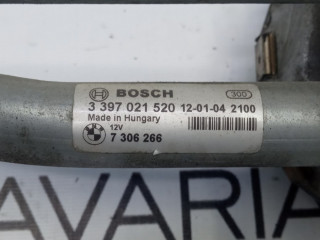 BOSCH
300
3 397 021 520 12-01-04 2100
Made in Hungary
12V
7 306 266
AVARIA